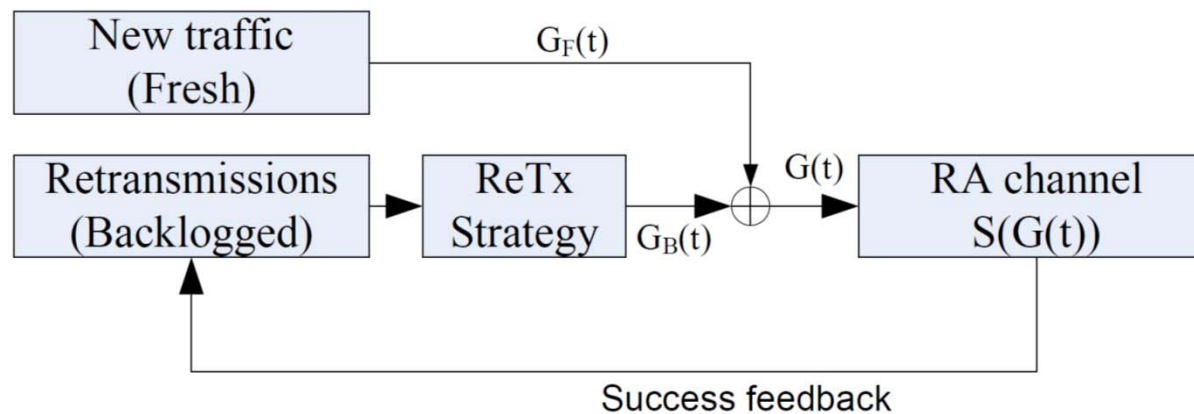 New traffic
(Fresh)
G_F(t)
Retransmissions
(Backlogged)
ReTx
Strategy
G_B(t)
G(t)
RA channel
S(G(t))
Success feedback